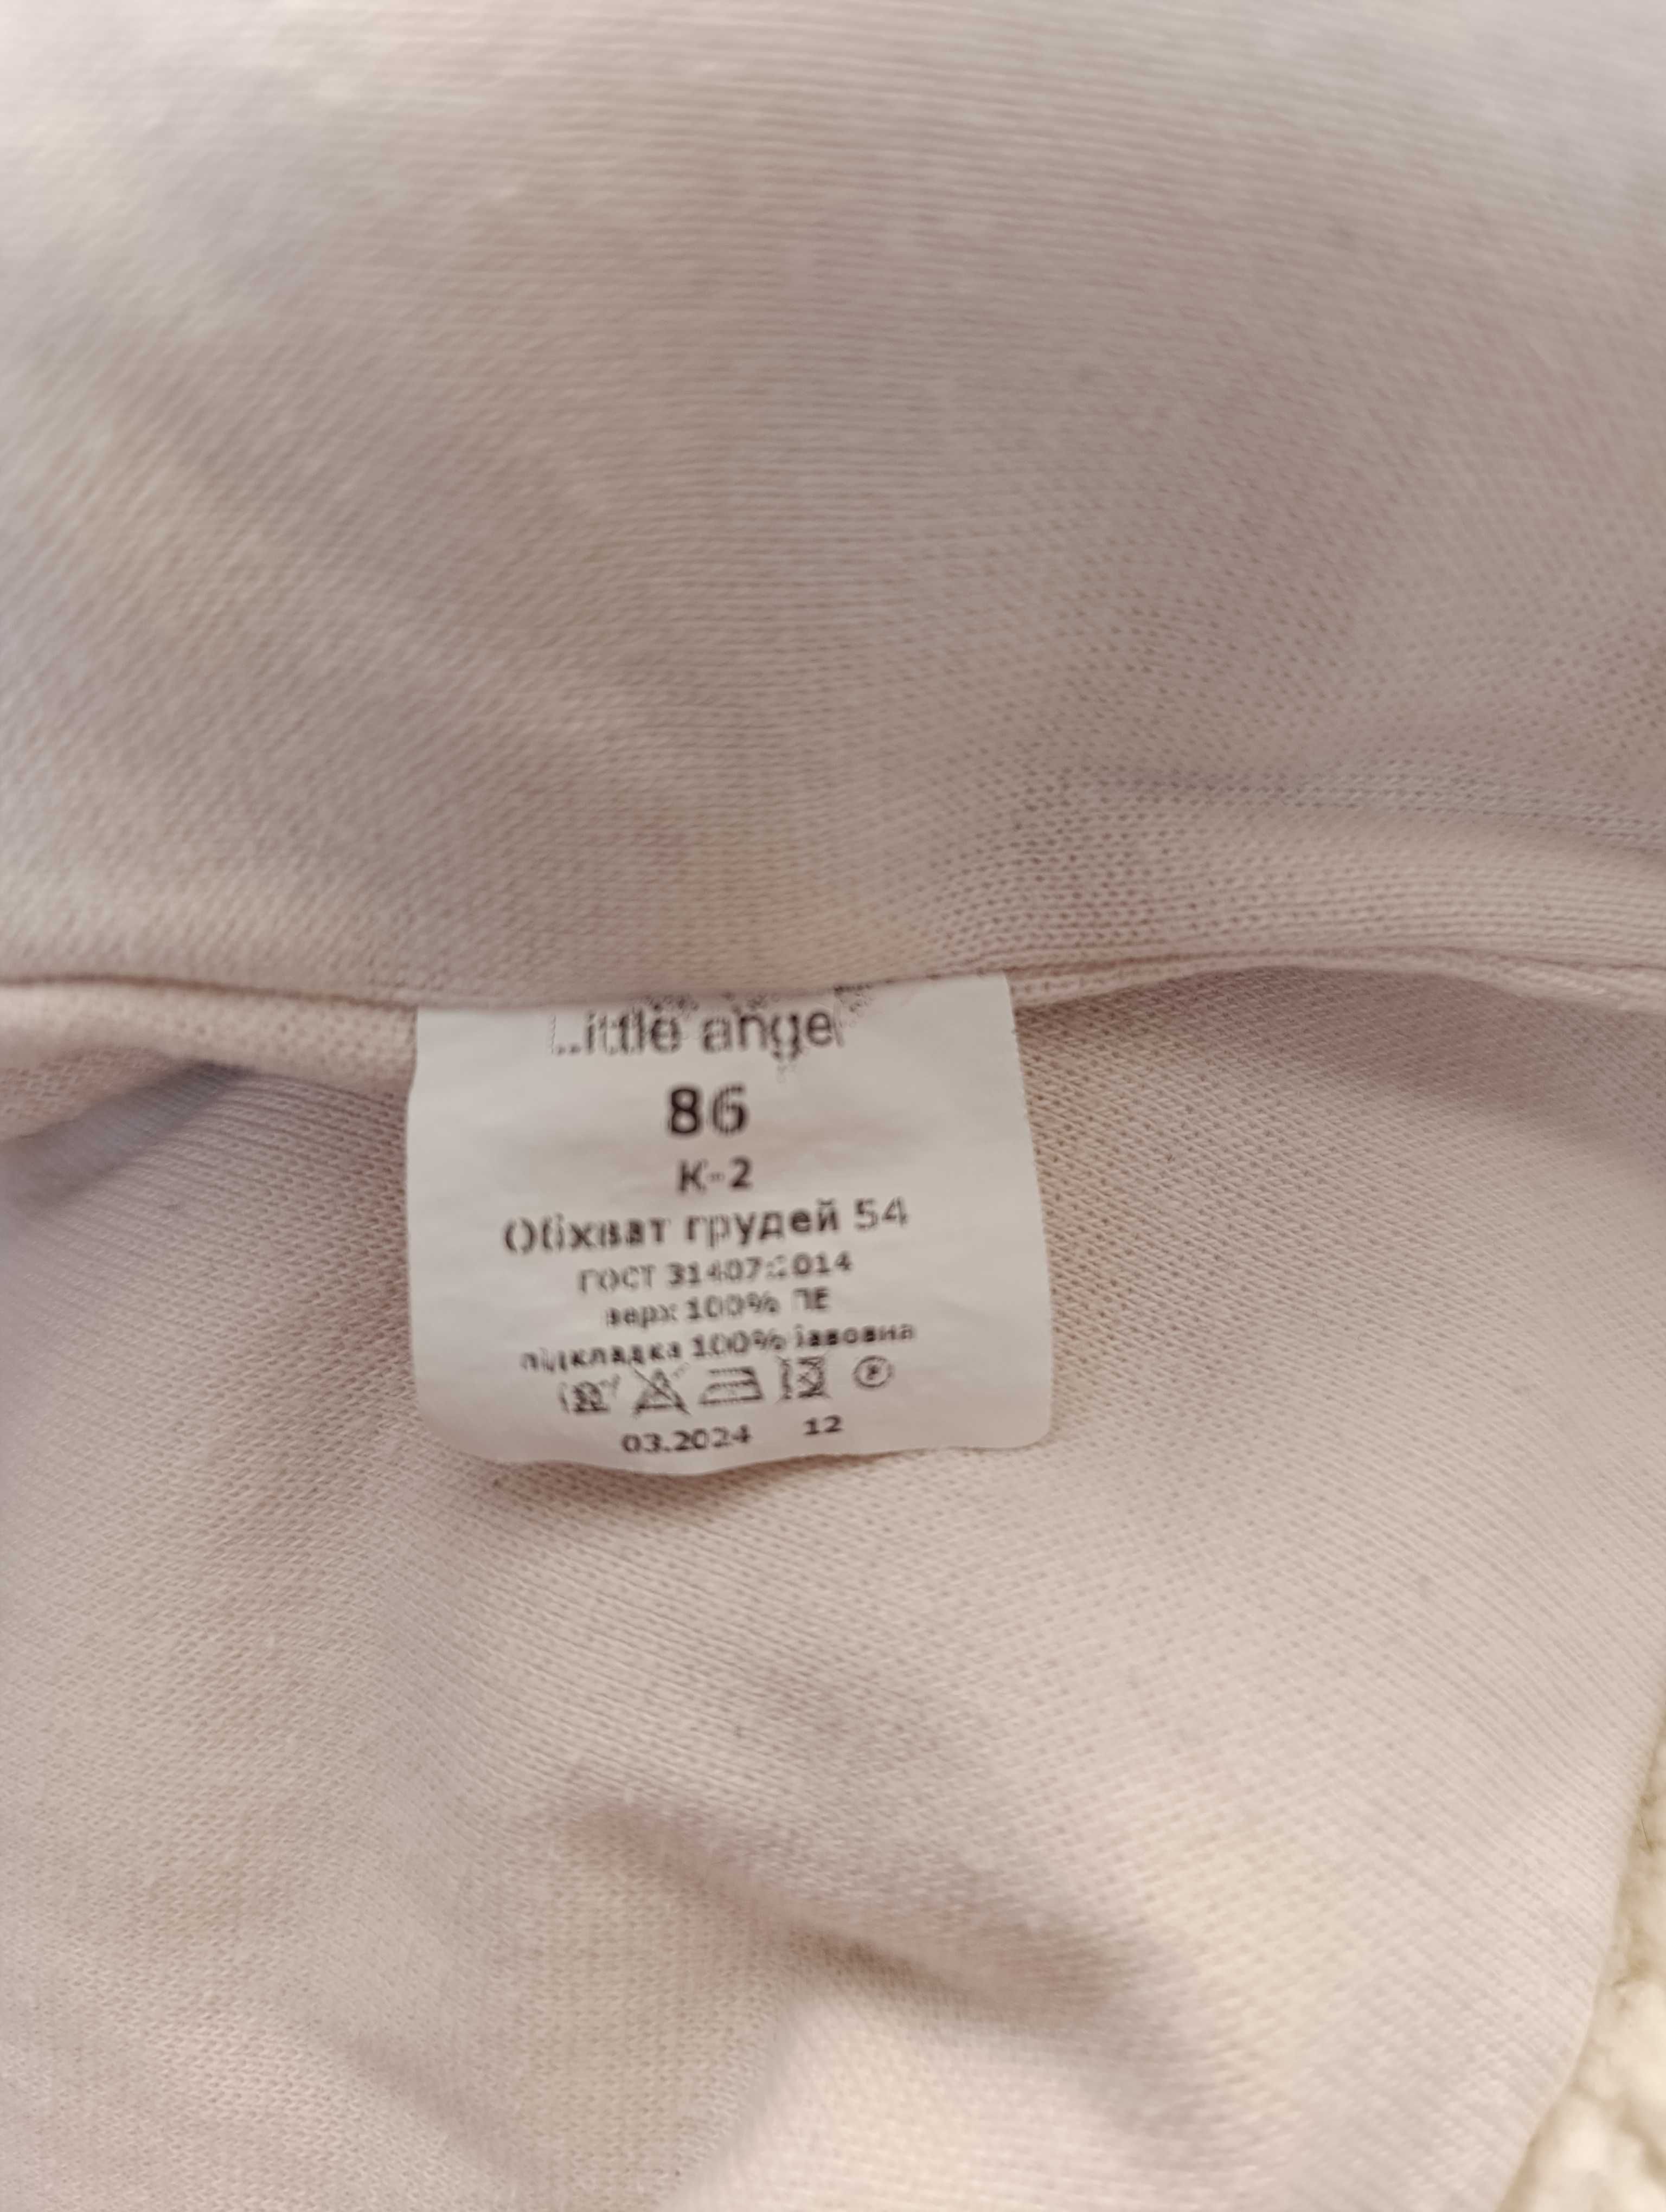 Little angel
86
К-2
Обхват грудей 54
ГОСТ 31407:2014
верх 100% ПЕ
підкладка 100% бавовна
03.2024 12